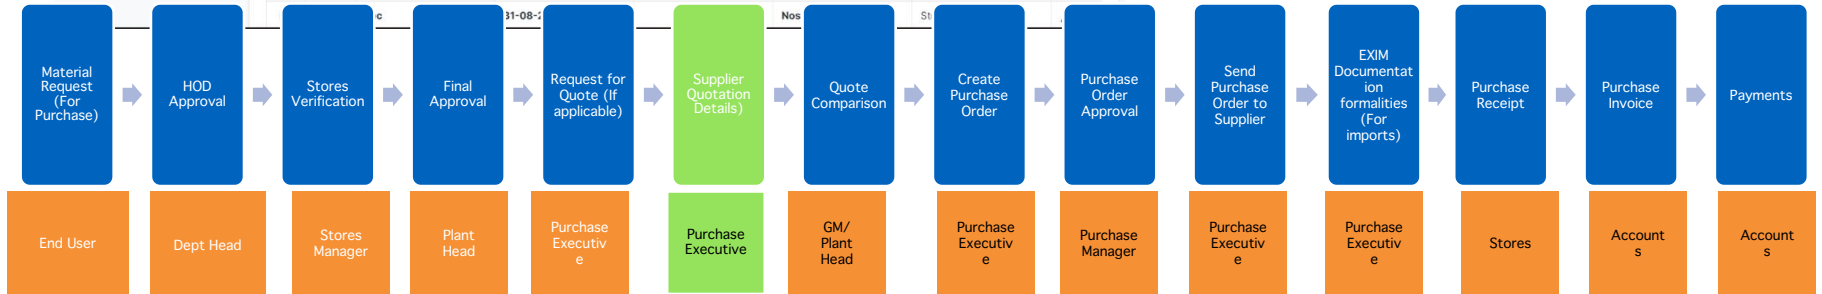 31-08-2
Nos
Material
Request
(For
Purchase)
HOD
Approval
Stores
Verification
Final
Approval
Request for
Quote (If
applicable)
Supplier
Quotation
Details)
Quote
Comparison
Create
Purchase
Order
Purchase
Order
Approval
Send
Purchase
Order to
Supplier
EXIM
Documentat
ion
formalities
(For
imports)
Purchase
Receipt
Purchase
Invoice
Payments
End User
Dept Head
Stores
Manager
Plant
Head
Purchase
Executiv
e
Purchase
Executive
GM/
Plant
Head
Purchase
Executiv
e
Purchase
Manager
Purchase
Executiv
e
Purchase
Executiv
e
Stores
Account
s
Account
s